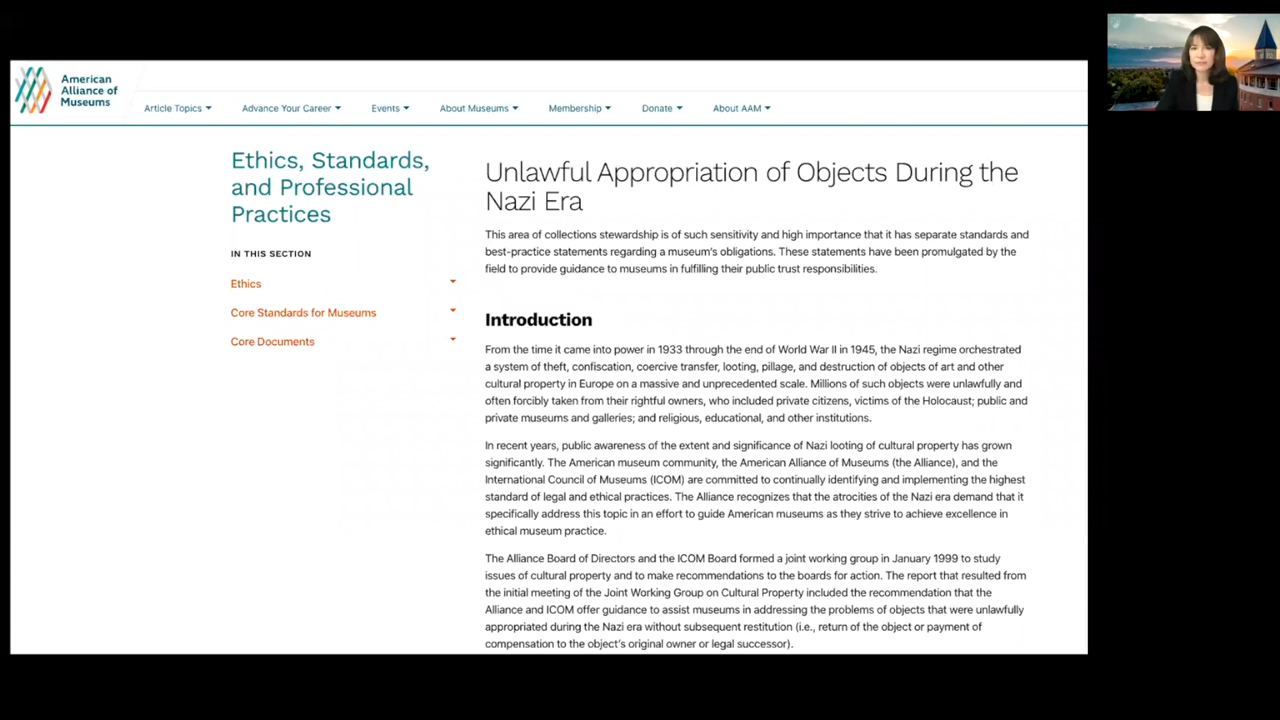 American
Alliance of
Museums
Article Topics
Advance Your Career
Events
About Museums
Membership
Donate
About AAM
Ethics, Standards,
and Professional
Practices
IN THIS SECTION
Ethics
Core Standards for Museums
Core Documents
Unlawful Appropriation of Objects During the
Nazi Era
This area of collections stewardship is of such sensitivity and high importance that it has separate standards and
best-practice statements regarding a museum's obligations. These statements have been promulgated by the
field to provide guidance to museums in fulfilling their public trust responsibilities.
Introduction
From the time it came into power in 1933 through the end of World War II in 1945, the Nazi regime orchestrated
a system of theft, confiscation, coercive transfer, looting, pillage, and destruction of objects of art and other
cultural property in Europe on a massive and unprecedented scale. Millions of such objects were unlawfully and
often forcibly taken from their rightful owners, who included private citizens, victims of the Holocaust; public and
private museums and galleries; and religious, educational, and other institutions.
In recent years, public awareness of the extent and significance of Nazi looting of cultural property has grown
significantly. The American museum community, the American Alliance of Museums (the Alliance), and the
International Council of Museums (ICOM) are committed to continually identifying and implementing the highest
standard of legal and ethical practices. The Alliance recognizes that the atrocities of the Nazi era demand that it
specifically address this topic in an effort to guide American museums as they strive to achieve excellence in
ethical museum practice.
The Alliance Board of Directors and the ICOM Board formed a joint working group in January 1999 to study
issues of cultural property and to make recommendations to the boards for action. The report that resulted from
the initial meeting of the Joint Working Group on Cultural Property included the recommendation that the
Alliance and ICOM offer guidance to assist museums in addressing the problems of objects that were unlawfully
appropriated during the Nazi era without subsequent restitution (i.e., return of the object or payment of
compensation to the object's original owner or legal successor).